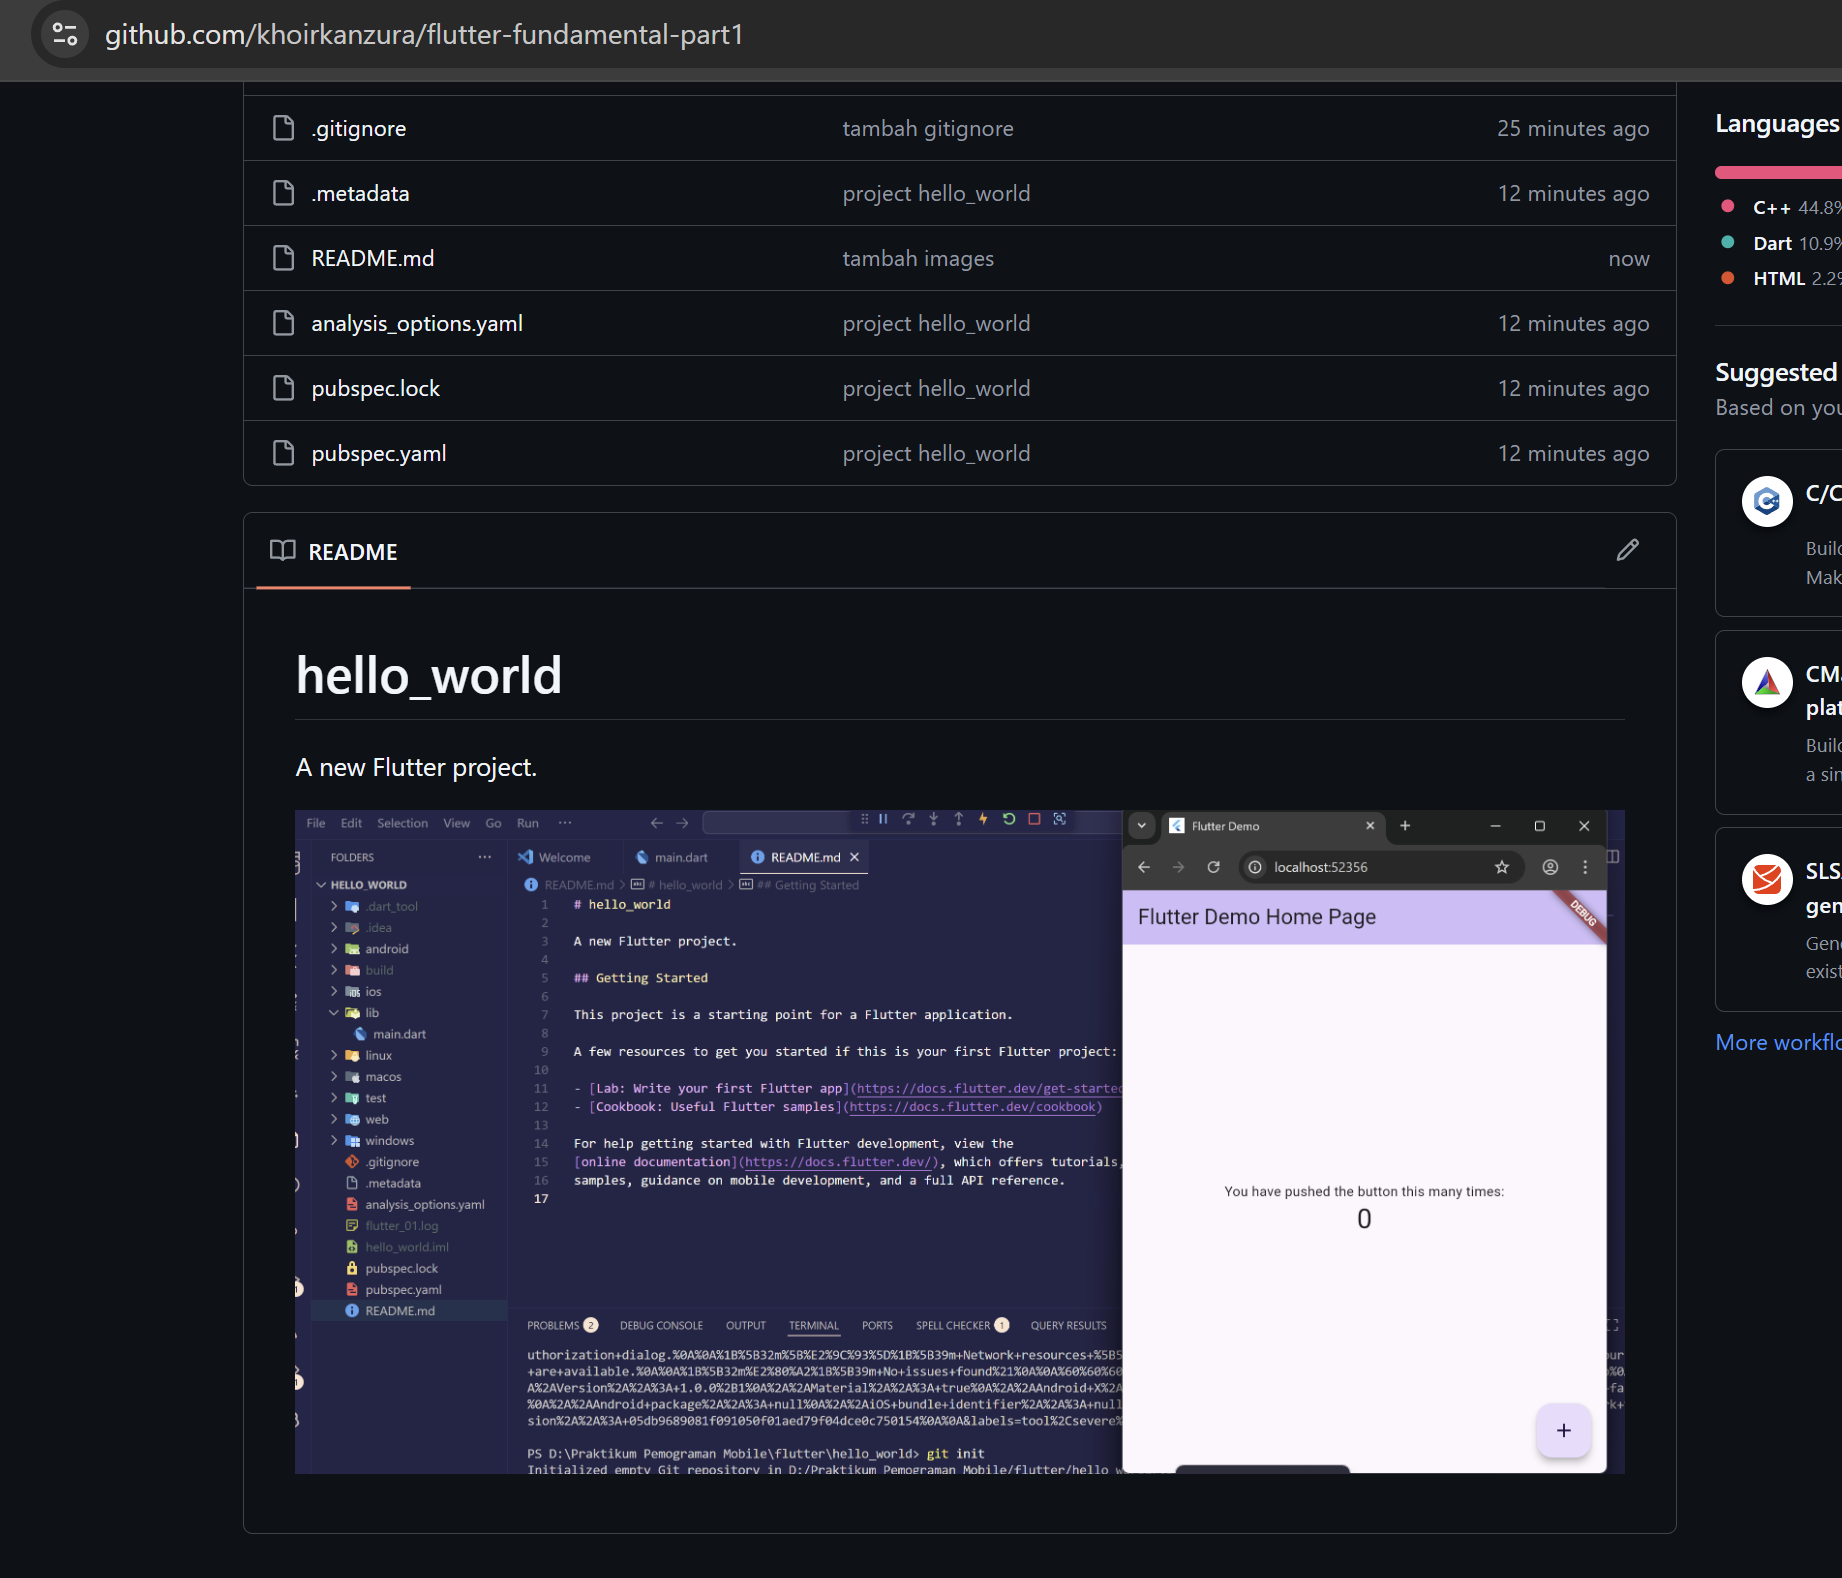 github.com/khoirkanzura/flutter-fundamental-part1
.gitignore tambah gitignore 25 minutes ago
.metadata project hello_world 12 minutes ago
README.md tambah images now
analysis_options.yaml project hello_world 12 minutes ago
pubspec.lock project hello_world 12 minutes ago
pubspec.yaml project hello_world 12 minutes ago
Languages
C++ 44.8%
Dart 10.9%
HTML 2.2%
Suggested
Based on you
C/C
Build
Mak
CMa
plat
Build
a sin
SLSA
gen
Gene
exist
More workflo
README
hello_world
A new Flutter project.
File Edit Selection View Go Run ...
FOLDERS ...
HELLO_WORLD
.dart_tool
.idea
android
build
ios
lib
main.dart
linux
macos
test
web
windows
.gitignore
.metadata
analysis_options.yaml
flutter_01.log
hello_world.iml
pubspec.lock
pubspec.yaml
README.md
Welcome main.dart README.md
README.md > # hello_world > ## Getting Started
1 # hello_world
2
3 A new Flutter project.
4
5 ## Getting Started
6
7 This project is a starting point for a Flutter application.
8
9 A few resources to get you started if this is your first Flutter project:
10
11 - [Lab: Write your first Flutter app](https://docs.flutter.dev/get-started
12 - [Cookbook: Useful Flutter samples](https://docs.flutter.dev/cookbook)
13
14 For help getting started with Flutter development, view the
15 [online documentation](https://docs.flutter.dev/), which offers tutorials,
16 samples, guidance on mobile development, and a full API reference.
17
PROBLEMS 2 DEBUG CONSOLE OUTPUT TERMINAL PORTS SPELL CHECKER 1 QUERY RESULTS
uthorization+dialog.%0A%0A%1B%5B32m%5B%E2%9C%93%5D%1B%5B39m+Network+resources+%5B5
+are+available.%0A%0A%1B%5B32m%E2%80%A2%1B%5B39m+No+issues+found%21%0A%0A%60%60%60
A%2AVersion%2A%2A%3A+1.0.0%2B1%0A%2A%2AMaterial%2A%2A%3A+true%0A%2A%2AAndroid+X%2A
%0A%2A%2AAndroid+package%2A%2A%3A+null%0A%2A%2AiOS+bundle+identifier%2A%2A%3A+null
sion%2A%2A%3A+05db9689081f091050f01aed79f04dce0c750154%0A%0A&labels=tool%2Csevere%
PS D:\Praktikum Pemograman Mobile\flutter\hello_world> git init
Initialized empty Git repository in D:/Praktikum Pemograman Mobile/flutter/hello_w
Flutter Demo
localhost:52356
Flutter Demo Home Page
DEBUG
You have pushed the button this many times:
0
+